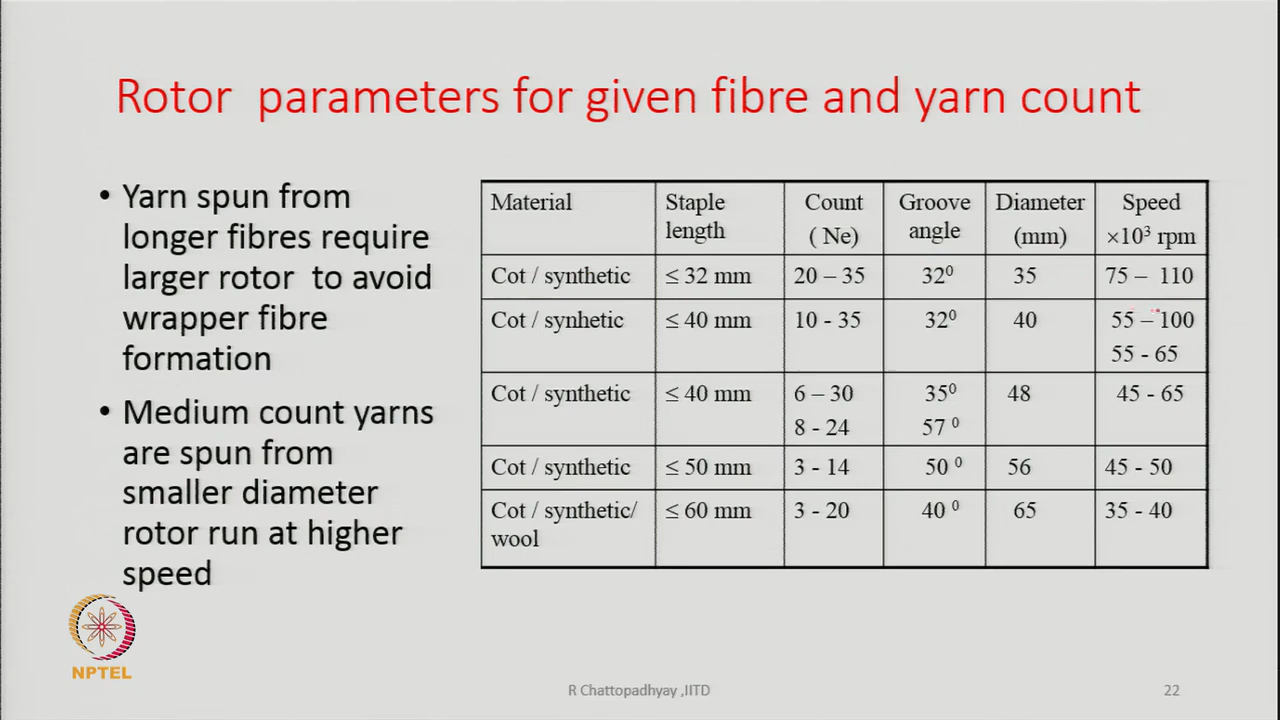 Rotor parameters for given fibre and yarn count
• Yarn spun from
longer fibres require
larger rotor to avoid
wrapper fibre
formation
• Medium count yarns
are spun from
smaller diameter
rotor run at higher
speed
Material Staple length Count ( Ne) Groove angle Diameter (mm) Speed ×10³ rpm
Cot / synthetic ≤ 32 mm 20 – 35 32⁰ 35 75 – 110
Cot / synhetic ≤ 40 mm 10 - 35 32⁰ 40 55 – 100
55 - 65
Cot / synthetic ≤ 40 mm 6 – 30 35⁰ 48 45 - 65
8 - 24 57 ⁰
Cot / synthetic ≤ 50 mm 3 - 14 50 ⁰ 56 45 - 50
Cot / synthetic/ ≤ 60 mm 3 - 20 40 ⁰ 65 35 - 40
wool
NPTEL
R Chattopadhyay ,IITD
22